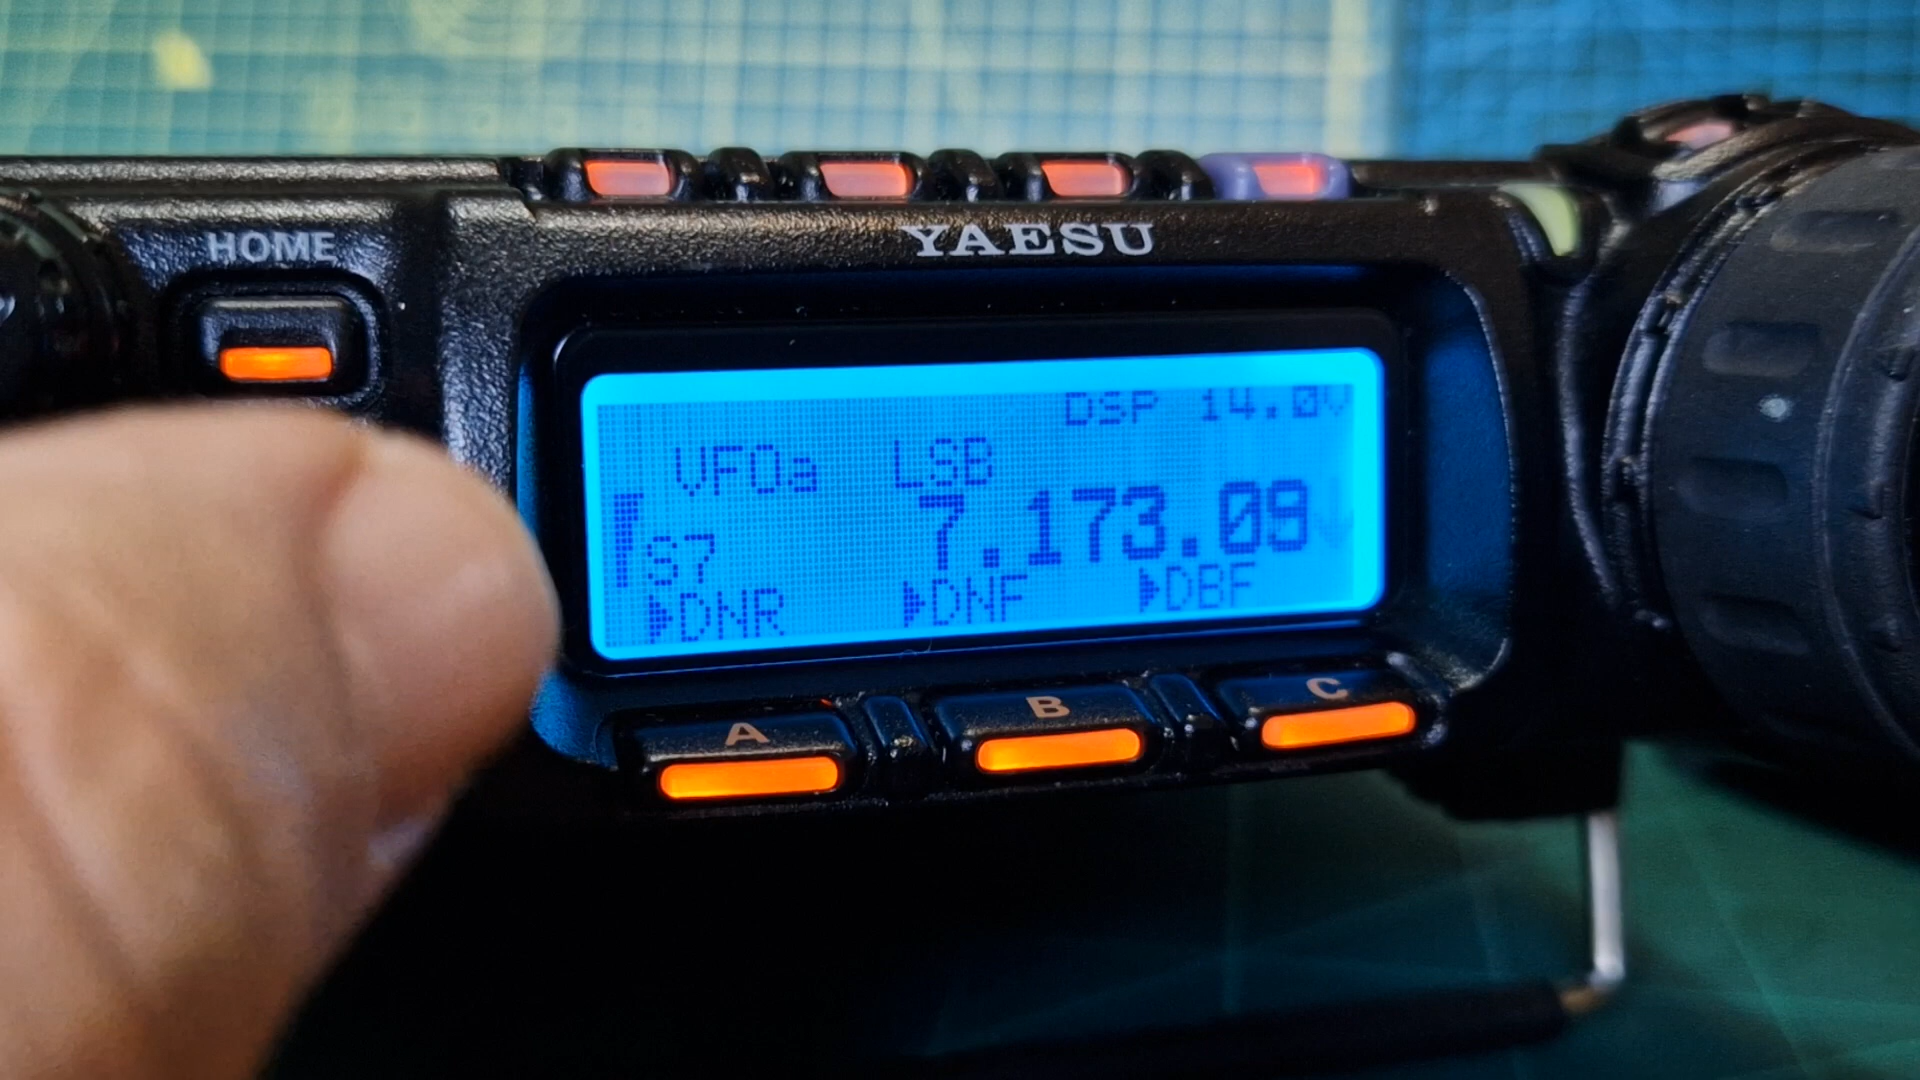 HOME
YAESU
DSP 14.0V
VFOa LSB
7.173.09
S7
▶DNR ▶DNF ▶DBF
A B C